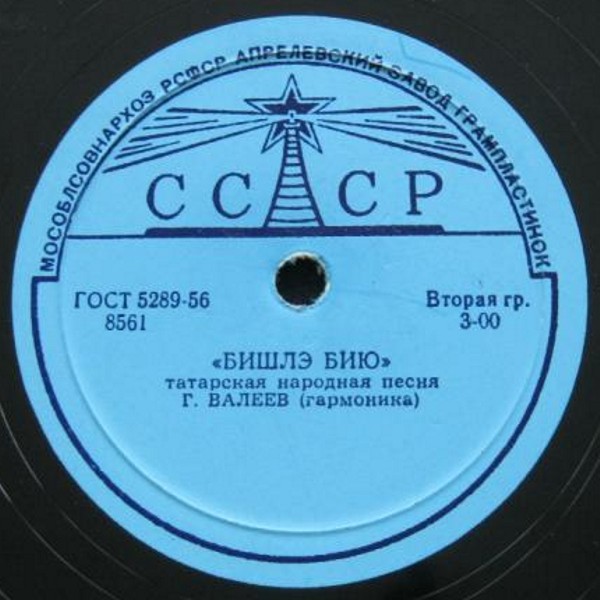 МОСОБЛСОВНАРХОЗ РСФСР АПРЕЛЕВСКИЙ ЗАВОД ГРАМПЛАСТИНОК
СССР
ГОСТ 5289-56
8561
Вторая гр.
3-00
«БИШЛЭ БИЮ»
татарская народная песня
Г. ВАЛЕЕВ (гармоника)